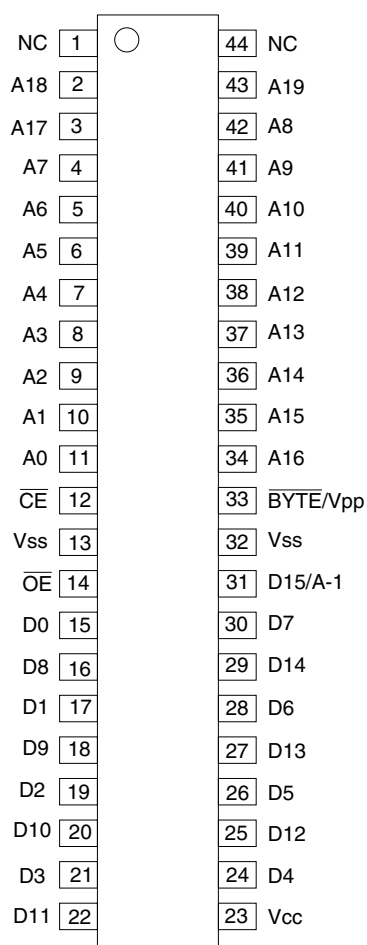 NC 1 44 NC
A18 2 43 A19
A17 3 42 A8
A7 4 41 A9
A6 5 40 A10
A5 6 39 A11
A4 7 38 A12
A3 8 37 A13
A2 9 36 A14
A1 10 35 A15
A0 11 34 A16
C̅E̅ 12 33 B̅Y̅T̅E̅/Vpp
Vss 13 32 Vss
O̅E̅ 14 31 D15/A-1
D0 15 30 D7
D8 16 29 D14
D1 17 28 D6
D9 18 27 D13
D2 19 26 D5
D10 20 25 D12
D3 21 24 D4
D11 22 23 Vcc